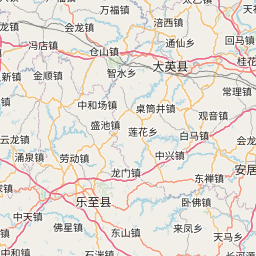 万福镇
涪西镇
会龙镇
通仙乡
回马镇
冯店镇
仓山镇
大英县
桂花
智水乡
新镇
金顺镇
常理镇
中和场镇
桌筒井镇
观音镇
盛池镇
莲花乡
白马镇
云龙镇
会龙
涌泉镇
劳动镇
中兴镇
安居
龙门镇
东禅镇
家镇
乐至县
卧佛镇
中天镇
佛星镇
东山镇
来凤乡
天马乡